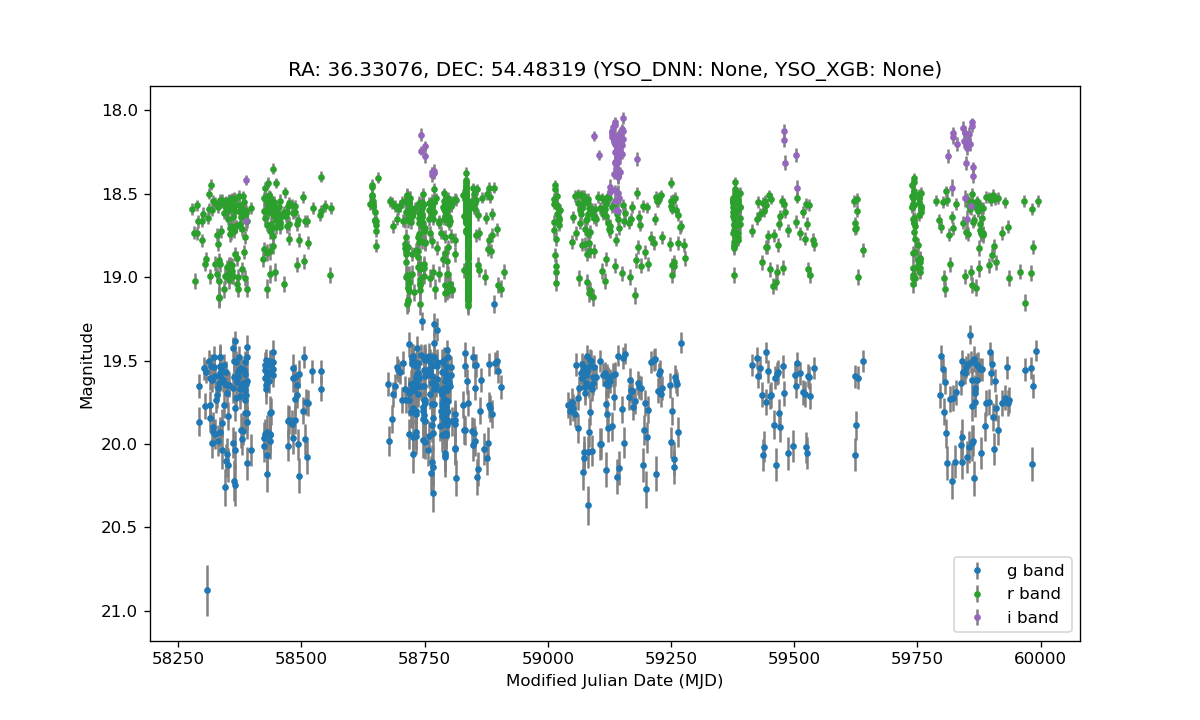 RA: 36.33076, DEC: 54.48319 (YSO_DNN: None, YSO_XGB: None)
18.0
18.5
19.0
19.5
20.0
20.5
21.0
Magnitude
g band
r band
i band
58250 58500 58750 59000 59250 59500 59750 60000
Modified Julian Date (MJD)